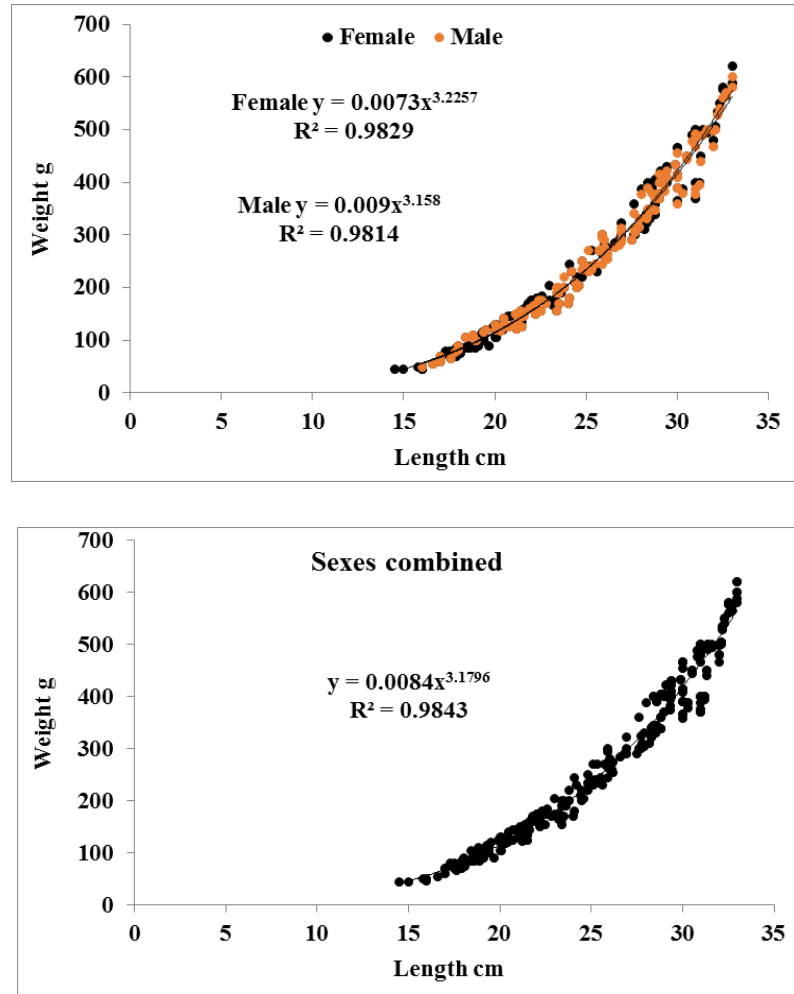 700
600
500
400
300
200
100
0
Weight g
Female Male
Female y = 0.0073x^3.2257
R² = 0.9829
Male y = 0.009x^3.158
R² = 0.9814
0 5 10 15 20 25 30 35
Length cm
700
600
500
400
300
200
100
0
Weight g
Sexes combined
y = 0.0084x^3.1796
R² = 0.9843
0 5 10 15 20 25 30 35
Length cm